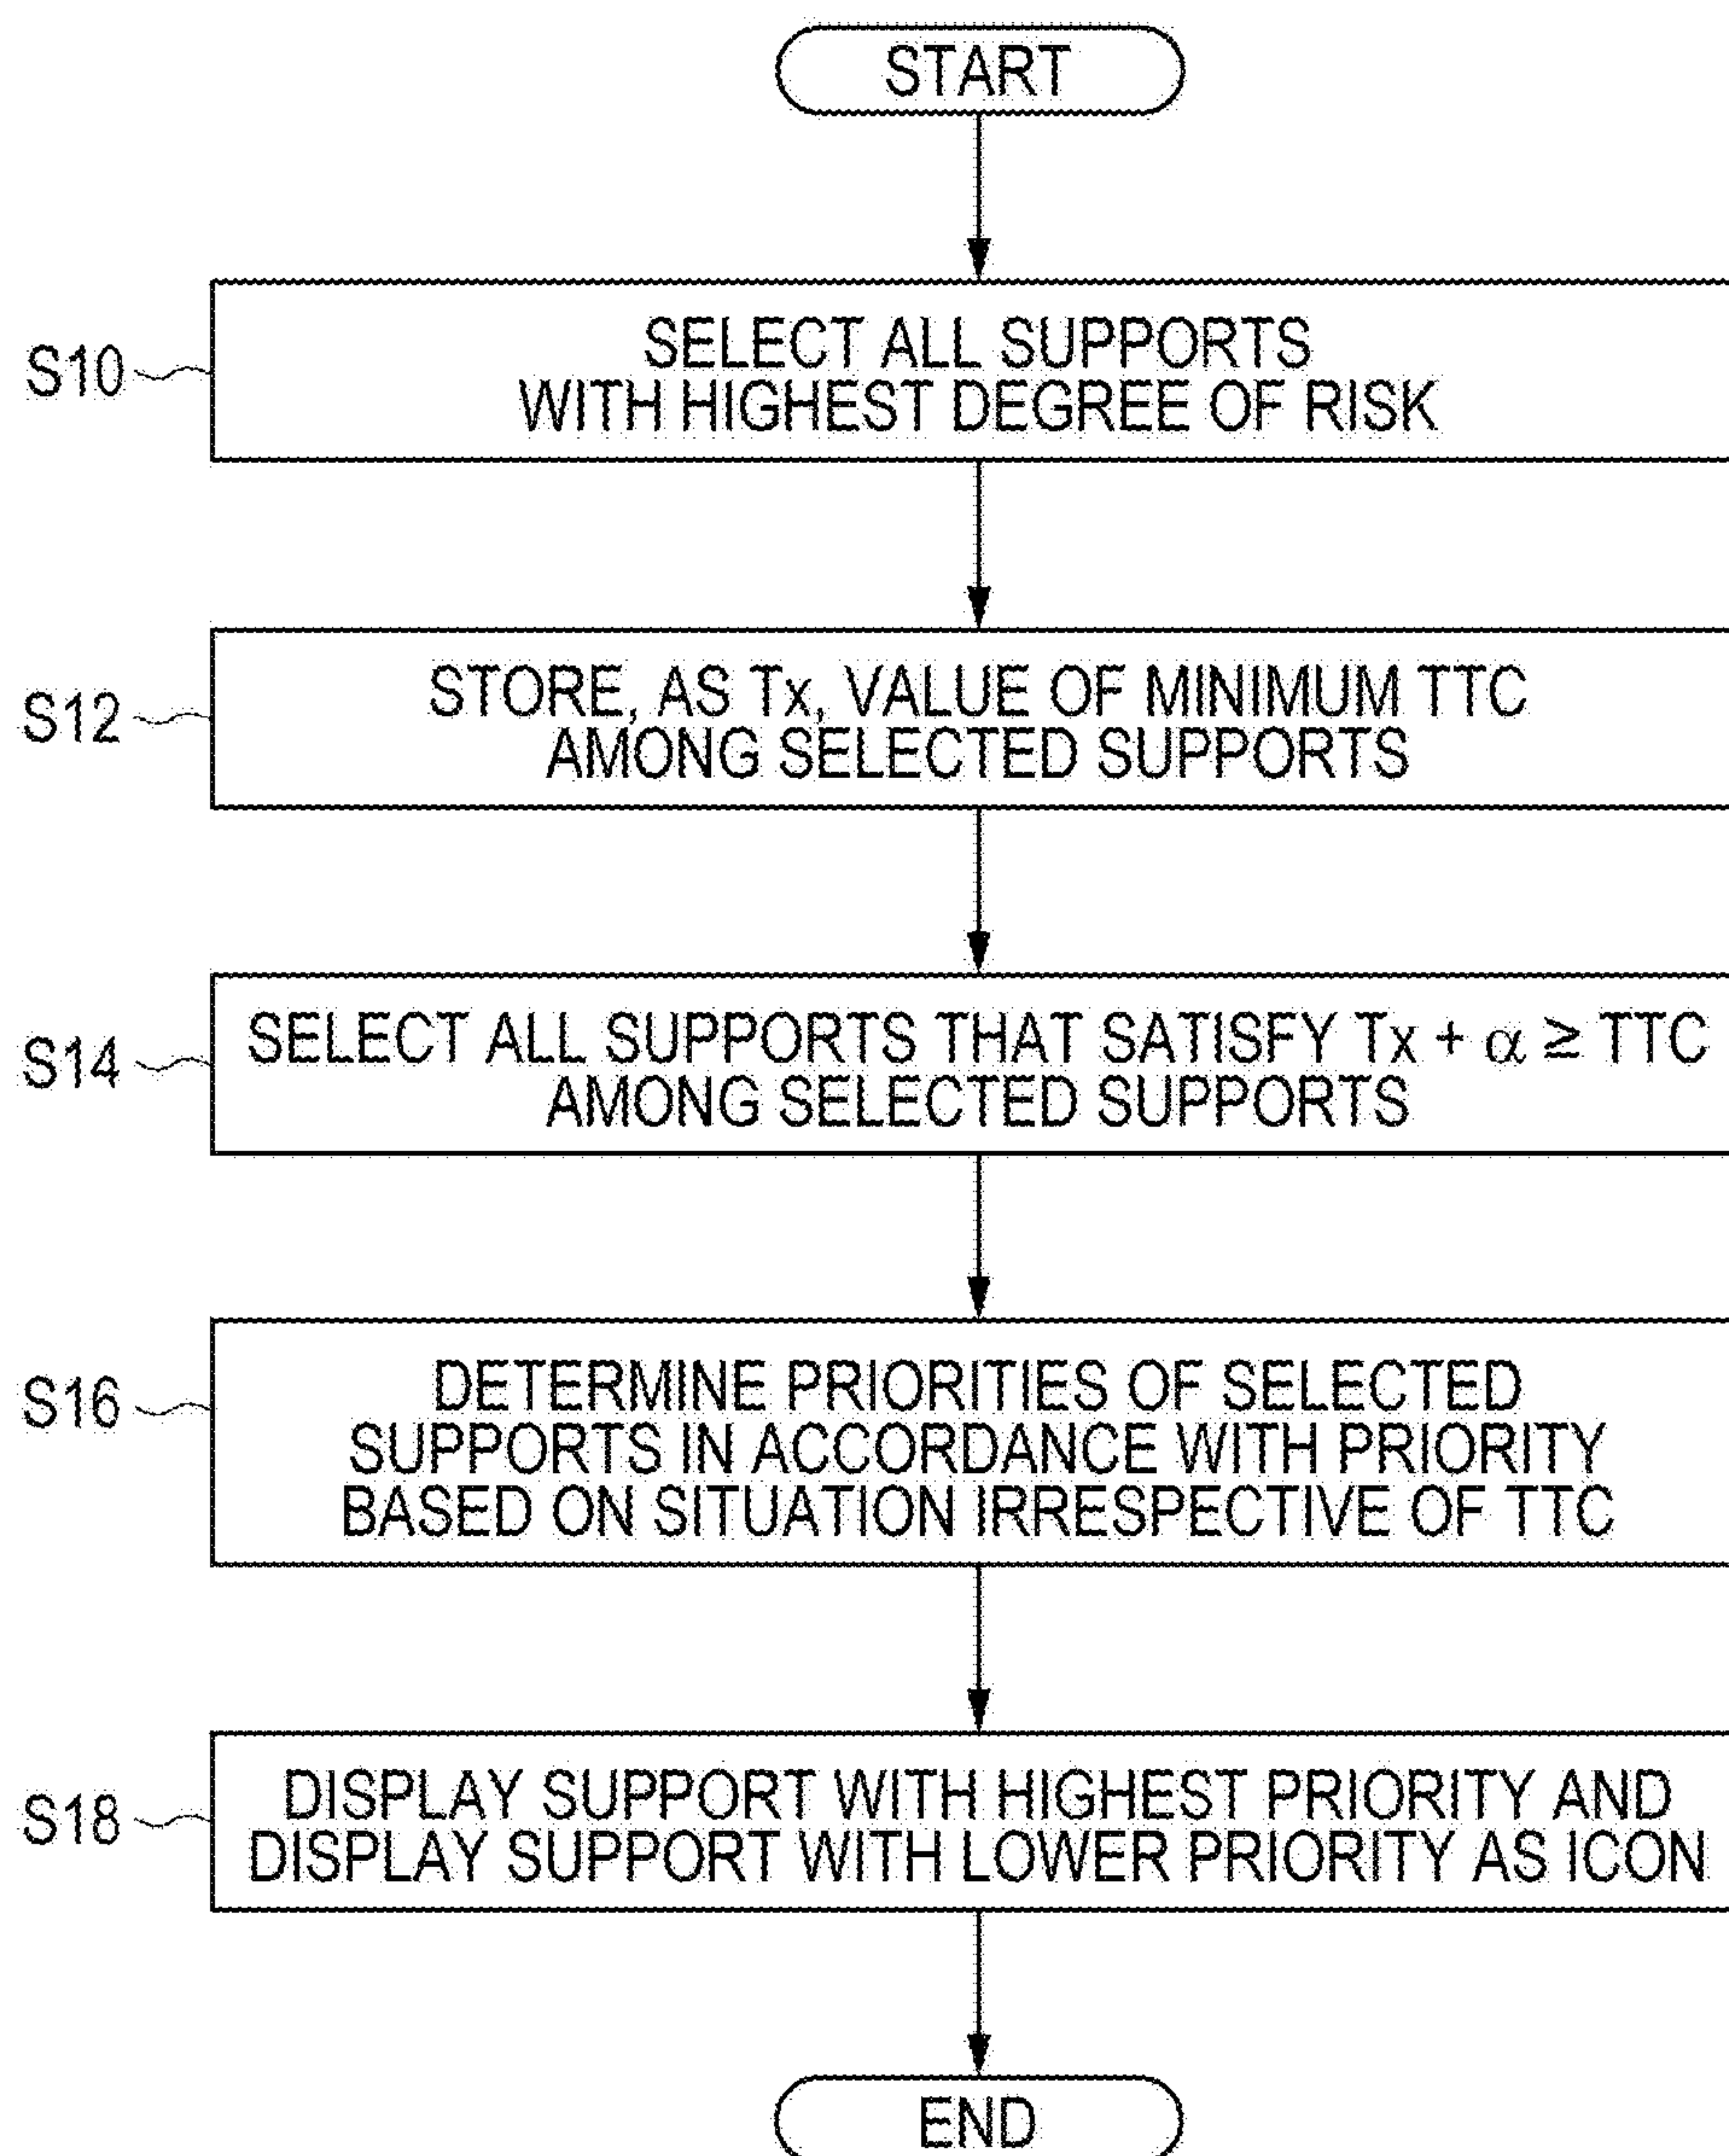 START
S10
SELECT ALL SUPPORTS
WITH HIGHEST DEGREE OF RISK
S12
STORE, AS Tx, VALUE OF MINIMUM TTC
AMONG SELECTED SUPPORTS
S14
SELECT ALL SUPPORTS THAT SATISFY Tx + α ≧ TTC
AMONG SELECTED SUPPORTS
S16
DETERMINE PRIORITIES OF SELECTED
SUPPORTS IN ACCORDANCE WITH PRIORITY
BASED ON SITUATION IRRESPECTIVE OF TTC
S18
DISPLAY SUPPORT WITH HIGHEST PRIORITY AND
DISPLAY SUPPORT WITH LOWER PRIORITY AS ICON
END